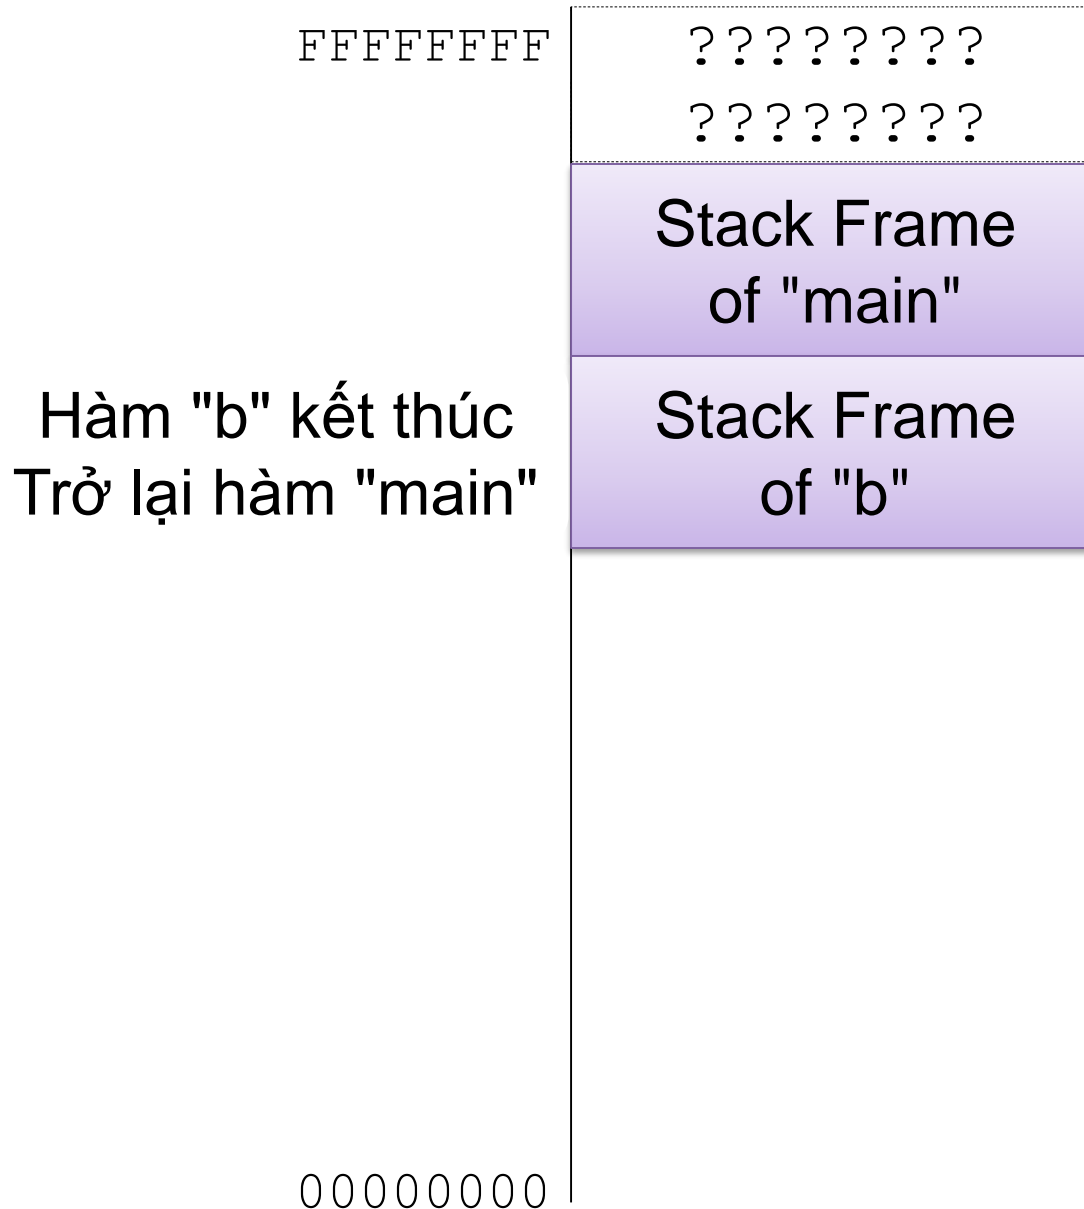 FFFFFFFF
????????
????????
Stack Frame
of "main"
Hàm "b" kết thúc
Trở lại hàm "main"
Stack Frame
of "b"
00000000